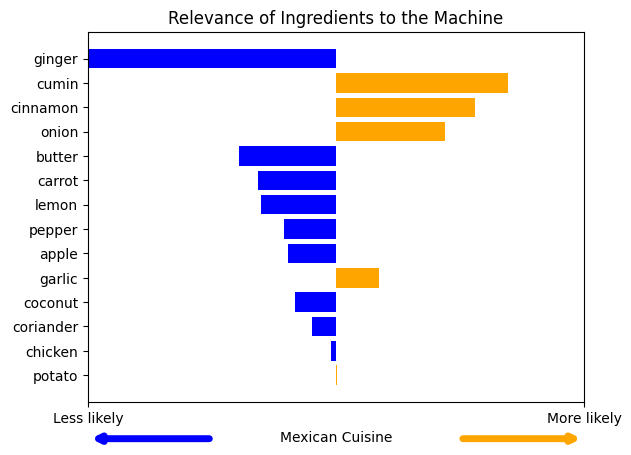 Relevance of Ingredients to the Machine
ginger
cumin
cinnamon
onion
butter
carrot
lemon
pepper
apple
garlic
coconut
coriander
chicken
potato
Less likely More likely
Mexican Cuisine